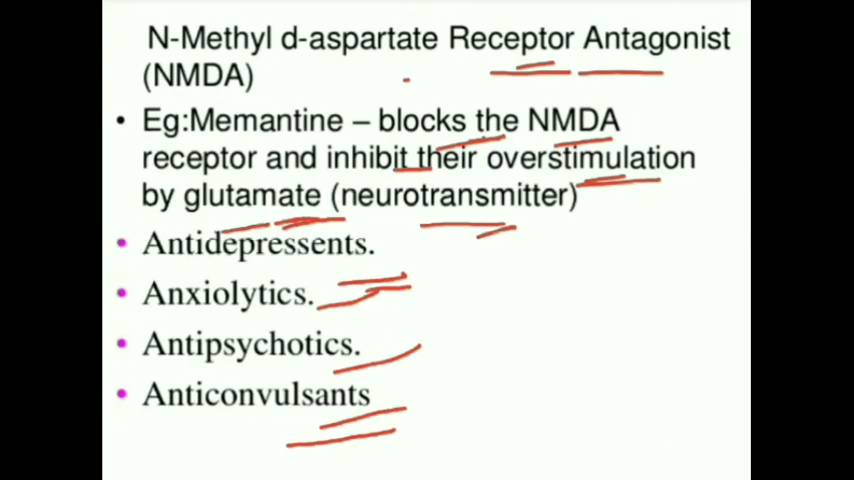 N-Methyl d-aspartate Receptor Antagonist
(NMDA)
• Eg:Memantine – blocks the NMDA
receptor and inhibit their overstimulation
by glutamate (neurotransmitter)
• Antidepressents.
• Anxiolytics.
• Antipsychotics.
• Anticonvulsants